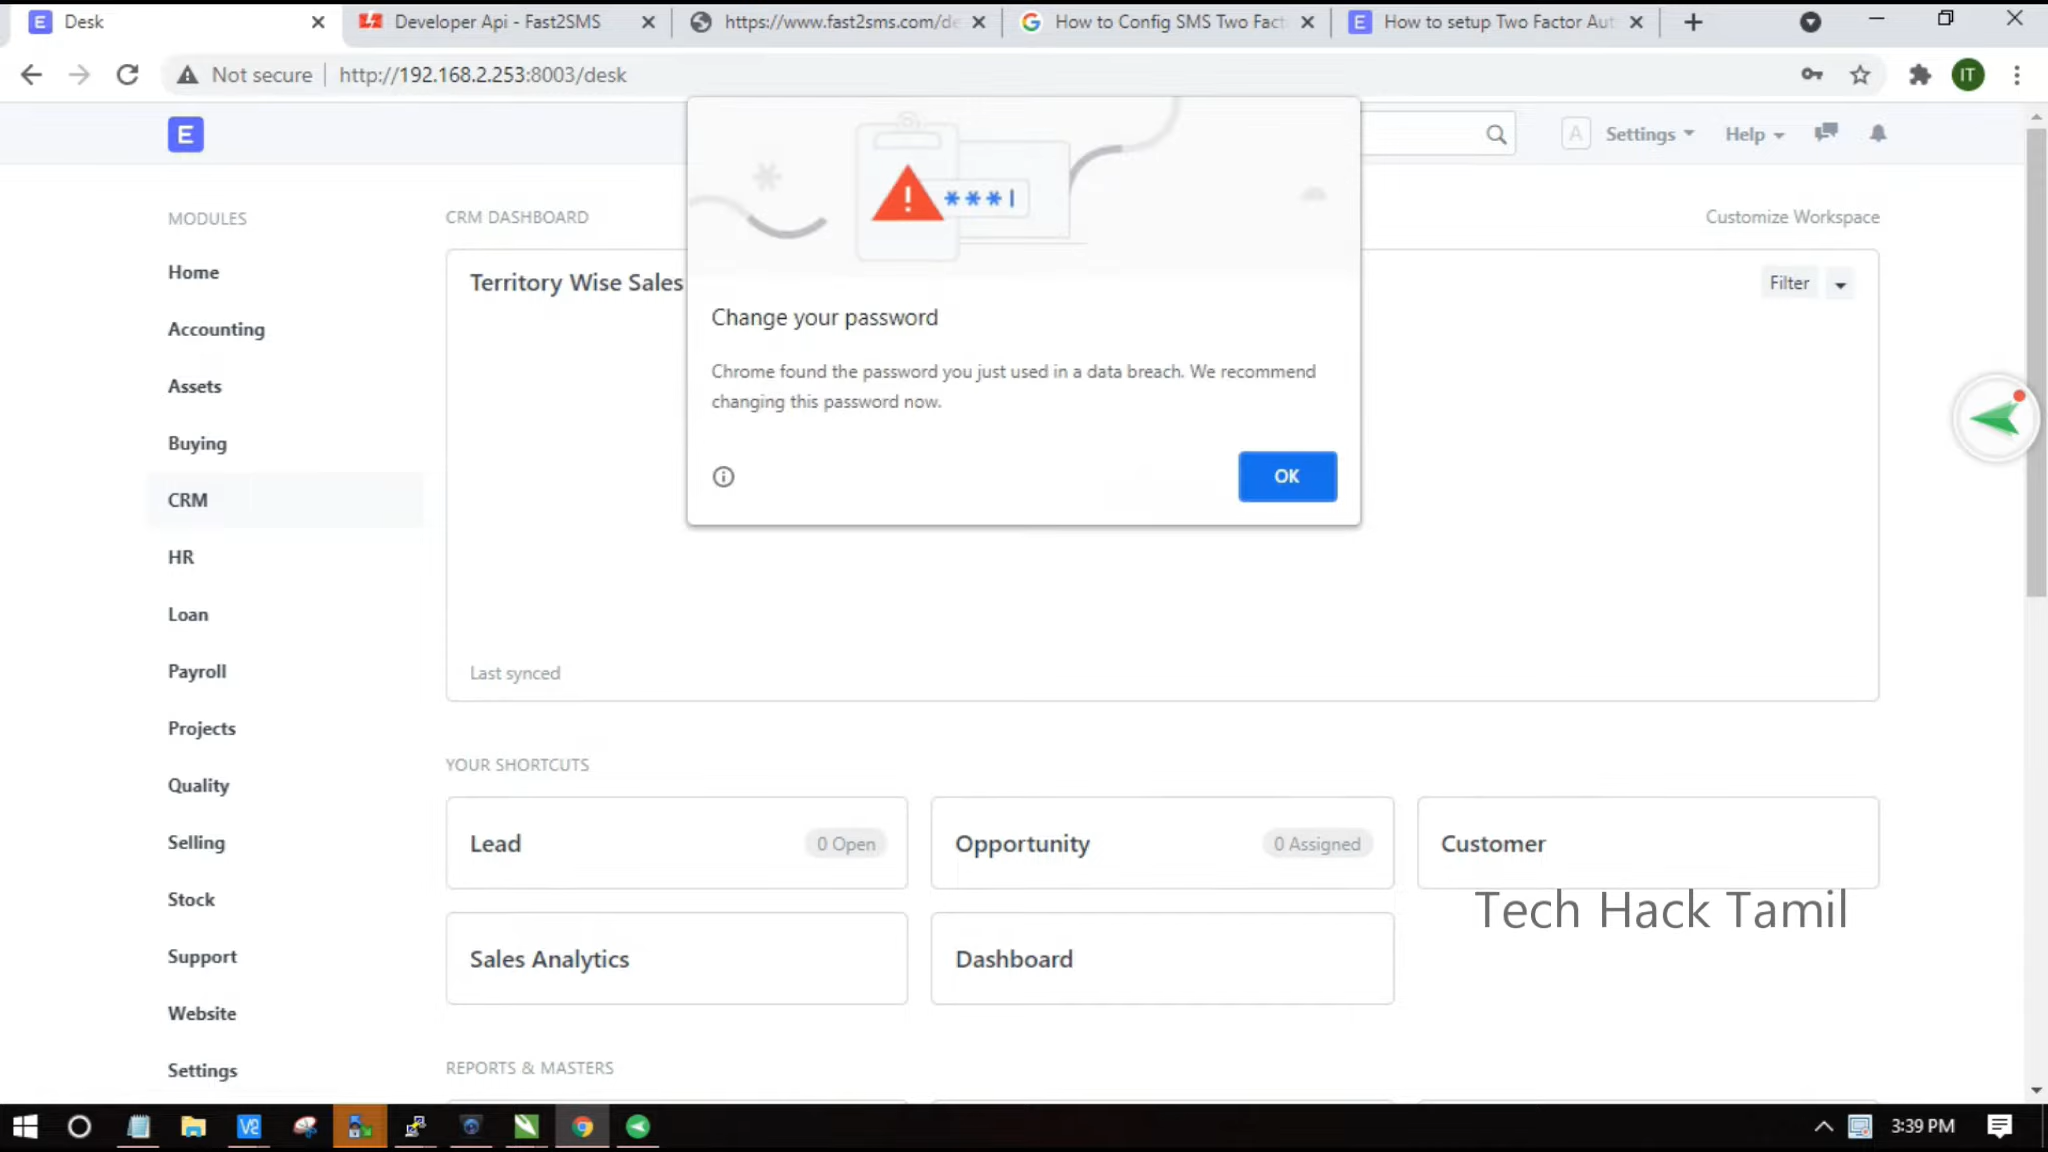 Desk
Developer Api - Fast2SMS
https://www.fast2sms.com/de
How to Config SMS Two Fact
How to setup Two Factor Aut
Not secure
http://192.168.2.253:8003/desk
IT
E
A
Settings
Help
MODULES
Home
Accounting
Assets
Buying
CRM
HR
Loan
Payroll
Projects
Quality
Selling
Stock
Support
Website
Settings
CRM DASHBOARD
Customize Workspace
Territory Wise Sales
Filter
***
Change your password
Chrome found the password you just used in a data breach. We recommend
changing this password now.
OK
Last synced
YOUR SHORTCUTS
Lead
0 Open
Opportunity
0 Assigned
Customer
Tech Hack Tamil
Sales Analytics
Dashboard
REPORTS & MASTERS
3:39 PM